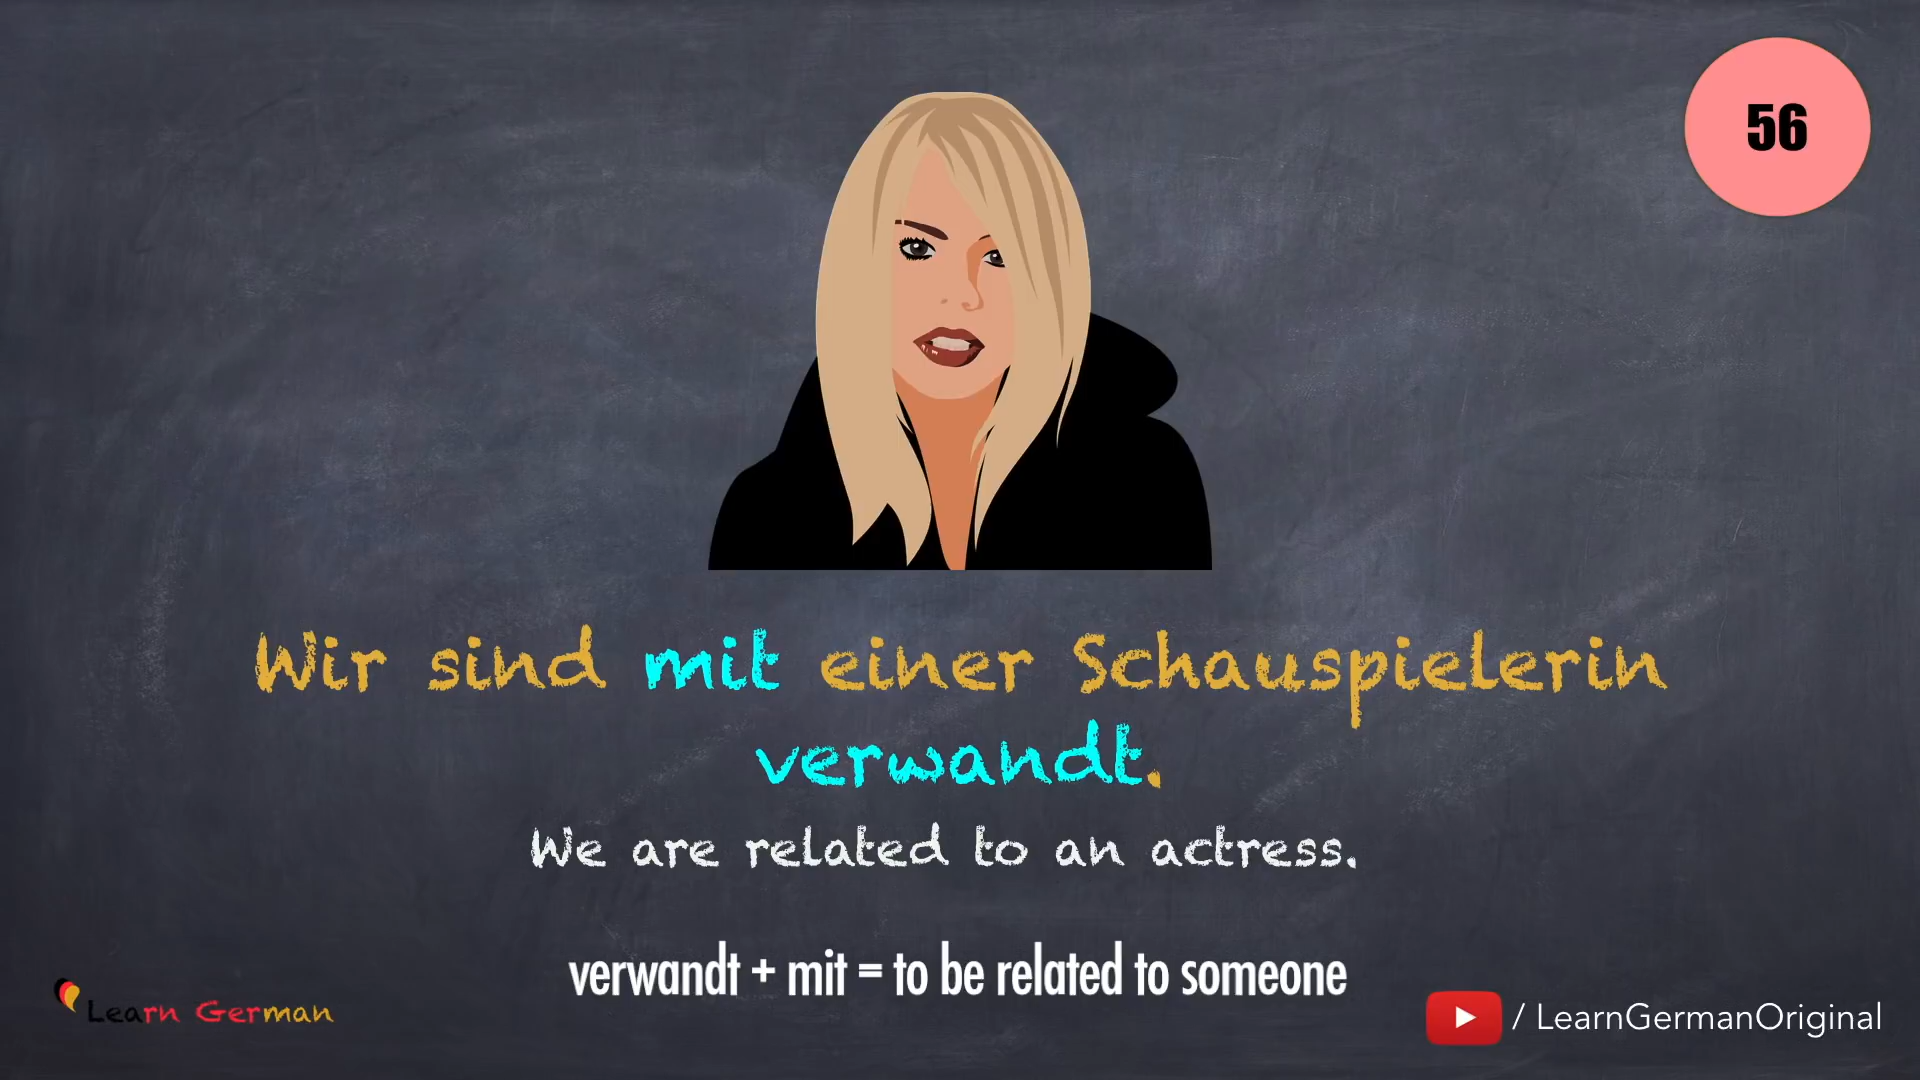 56
Wir sind mit einer Schauspielerin
verwandt.
We are related to an actress.
verwandt + mit = to be related to someone
Learn German
/ LearnGermanOriginal